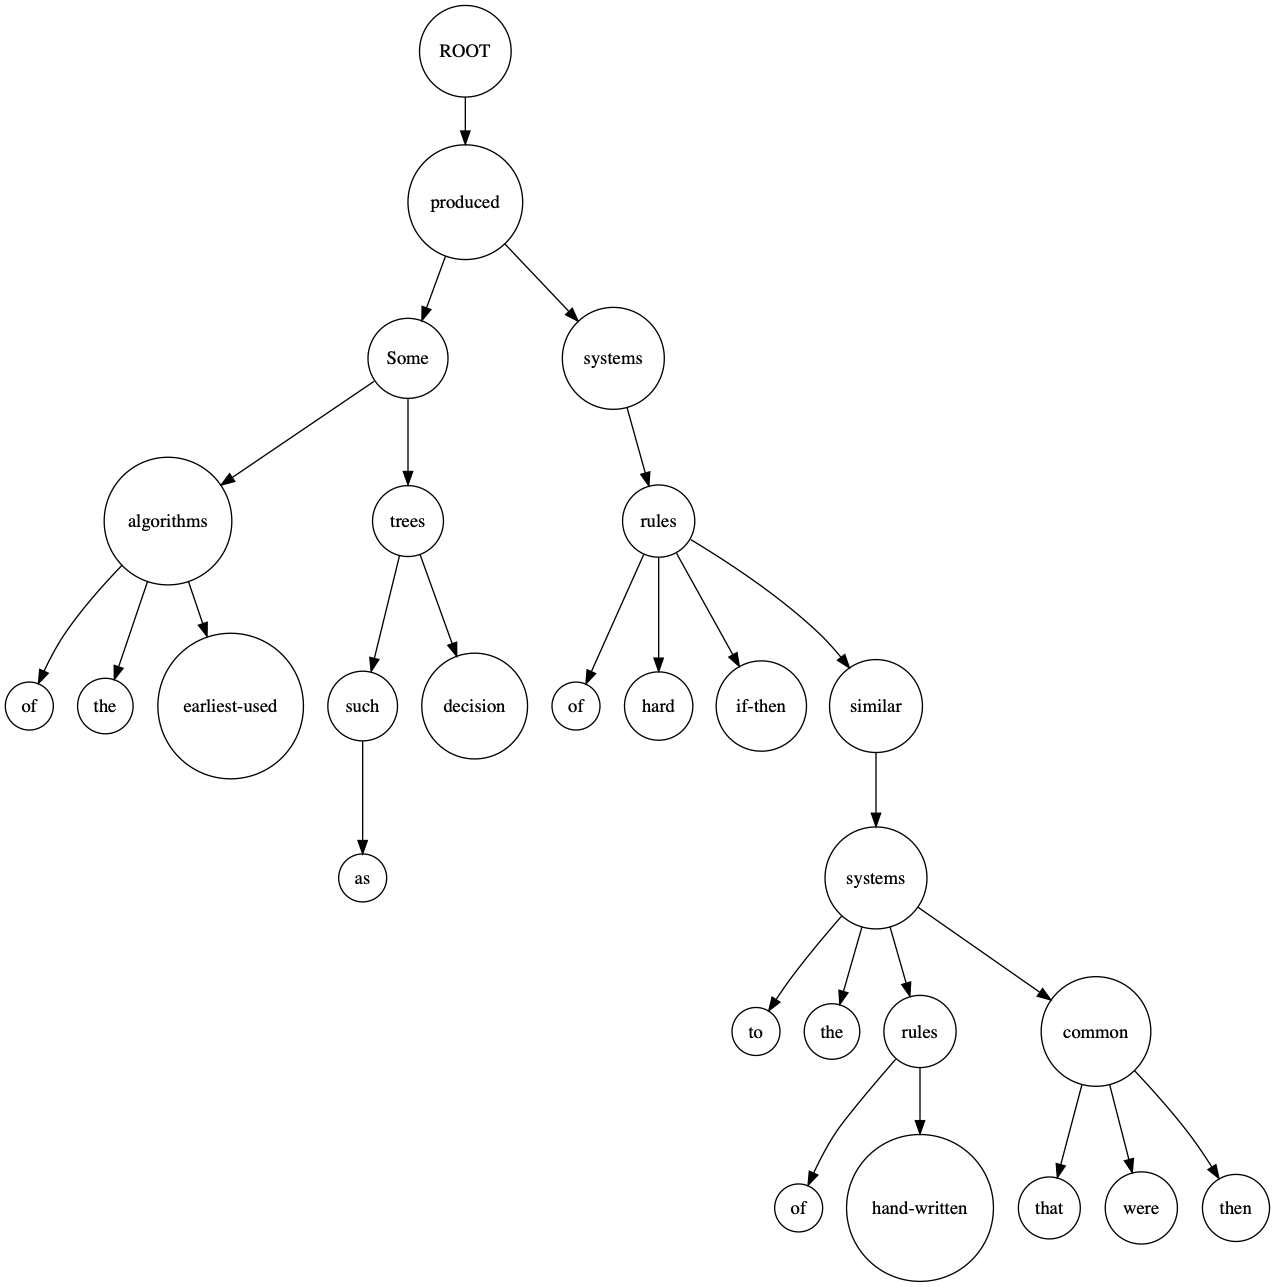 ROOT
produced
Some
systems
algorithms
trees
rules
of
the
earliest-used
such
decision
of
hard
if-then
similar
as
systems
to
the
rules
common
of
hand-written
that
were
then